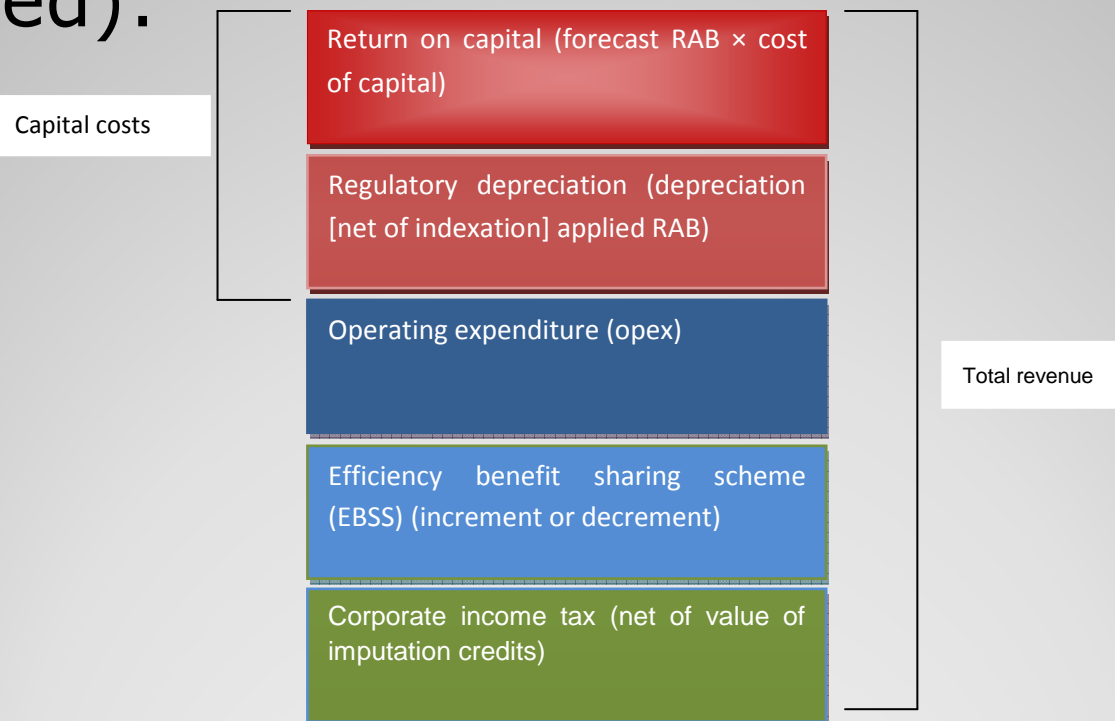 ed).
Return on capital (forecast RAB × cost
of capital)
Capital costs
Regulatory depreciation (depreciation
[net of indexation] applied RAB)
Operating expenditure (opex)
Total revenue
Efficiency benefit sharing scheme
(EBSS) (increment or decrement)
Corporate income tax (net of value of
imputation credits)